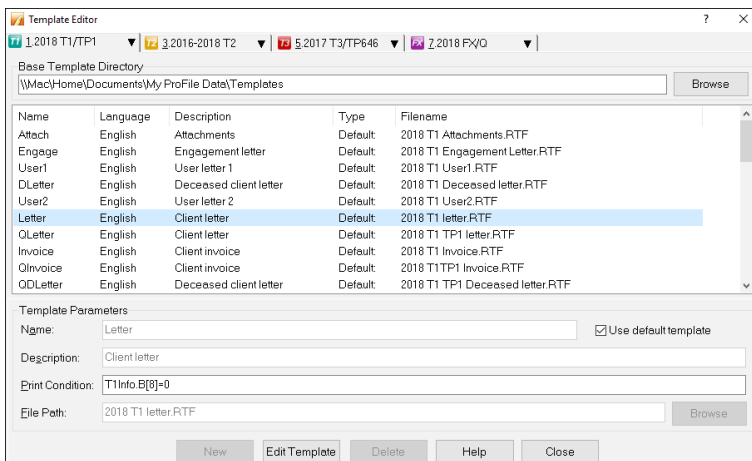 Template Editor ? X
T1 1.2018 T1/TP1 T2 3.2016-2018 T2 T3 5.2017 T3/TP646 FX 7.2018 FX/Q
Base Template Directory
\\Mac\Home\Documents\My ProFile Data\Templates Browse
Name Language Description Type Filename
Attach English Attachments Default 2018 T1 Attachments.RTF
Engage English Engagement letter Default 2018 T1 Engagement Letter.RTF
User1 English User letter 1 Default 2018 T1 User1.RTF
DLetter English Deceased client letter Default 2018 T1 Deceased letter.RTF
User2 English User letter 2 Default 2018 T1 User2.RTF
Letter English Client letter Default 2018 T1 letter.RTF
QLetter English Client letter Default 2018 T1 TP1 letter.RTF
Invoice English Client invoice Default 2018 T1 Invoice.RTF
QInvoice English Client invoice Default 2018 T1TP1 Invoice.RTF
QDLetter English Deceased client letter Default 2018 T1 TP1 Deceased letter.RTF
Template Parameters
Name: Letter Use default template
Description: Client letter
Print Condition: T1Info.B[8]=0
File Path: 2018 T1 letter.RTF Browse
New Edit Template Delete Help Close